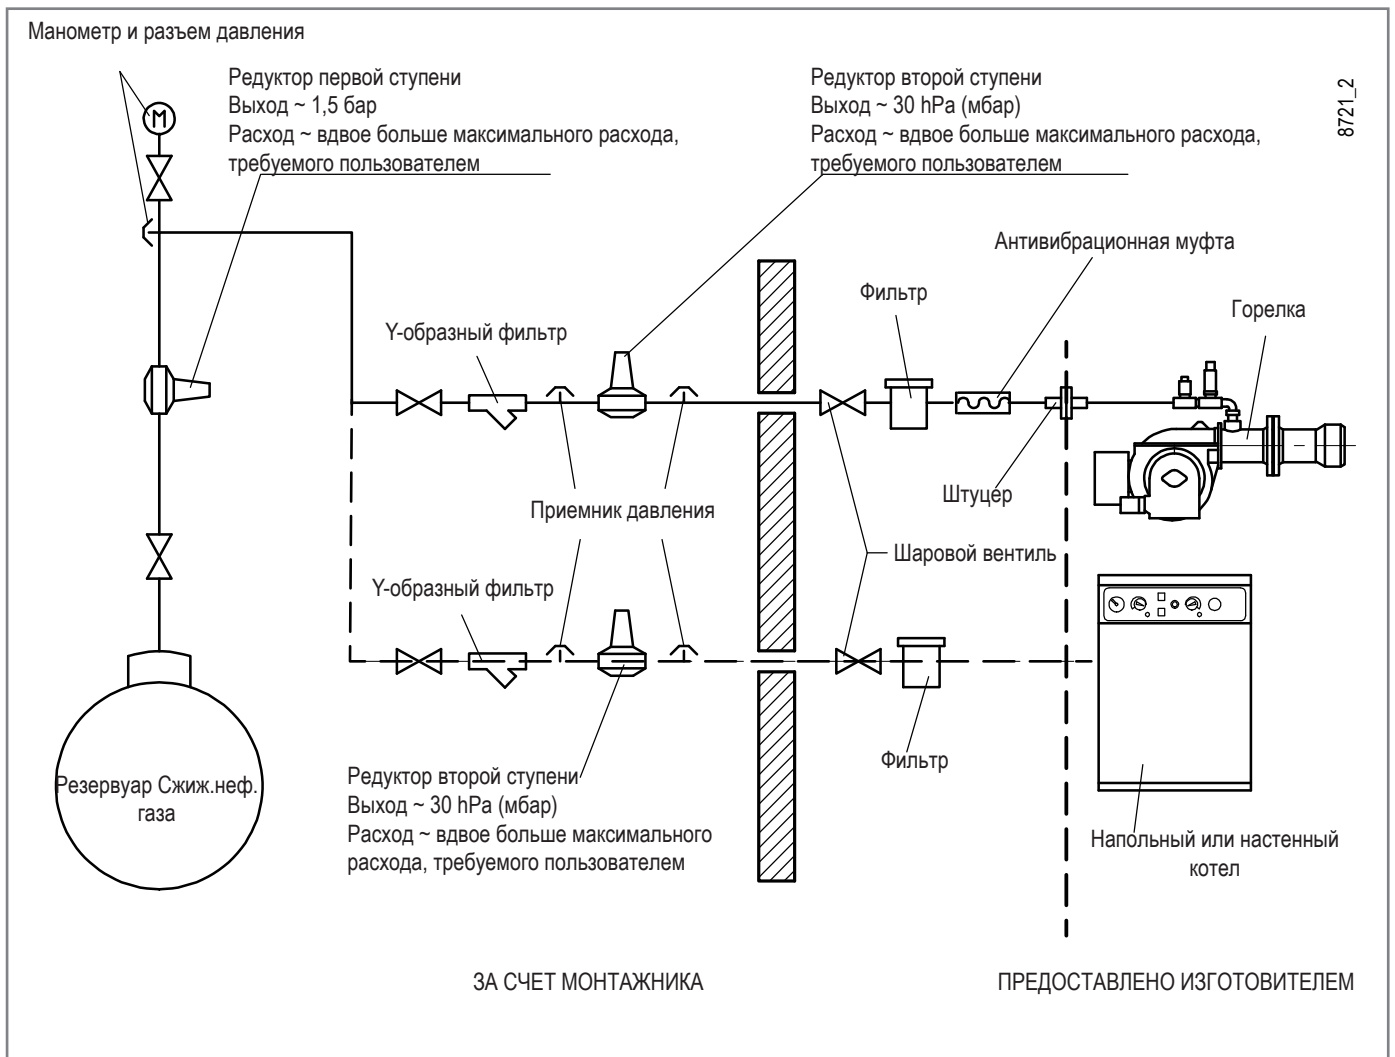 Манометр и разъем давления
Редуктор первой ступени
Выход ~ 1,5 бар
Расход ~ вдвое больше максимального расхода,
требуемого пользователем
Редуктор второй ступени
Выход ~ 30 hPa (мбар)
Расход ~ вдвое больше максимального расхода,
требуемого пользователем
8721_2
M
Антивибрационная муфта
Фильтр
Горелка
Y-образный фильтр
Штуцер
Приемник давления
Шаровой вентиль
Y-образный фильтр
Фильтр
Резервуар Сжиж.неф.
газа
Редуктор второй ступени
Выход ~ 30 hPa (мбар)
Расход ~ вдвое больше максимального
расхода, требуемого пользователем
Напольный или настенный
котел
ЗА СЧЕТ МОНТАЖНИКА
ПРЕДОСТАВЛЕНО ИЗГОТОВИТЕЛЕМ